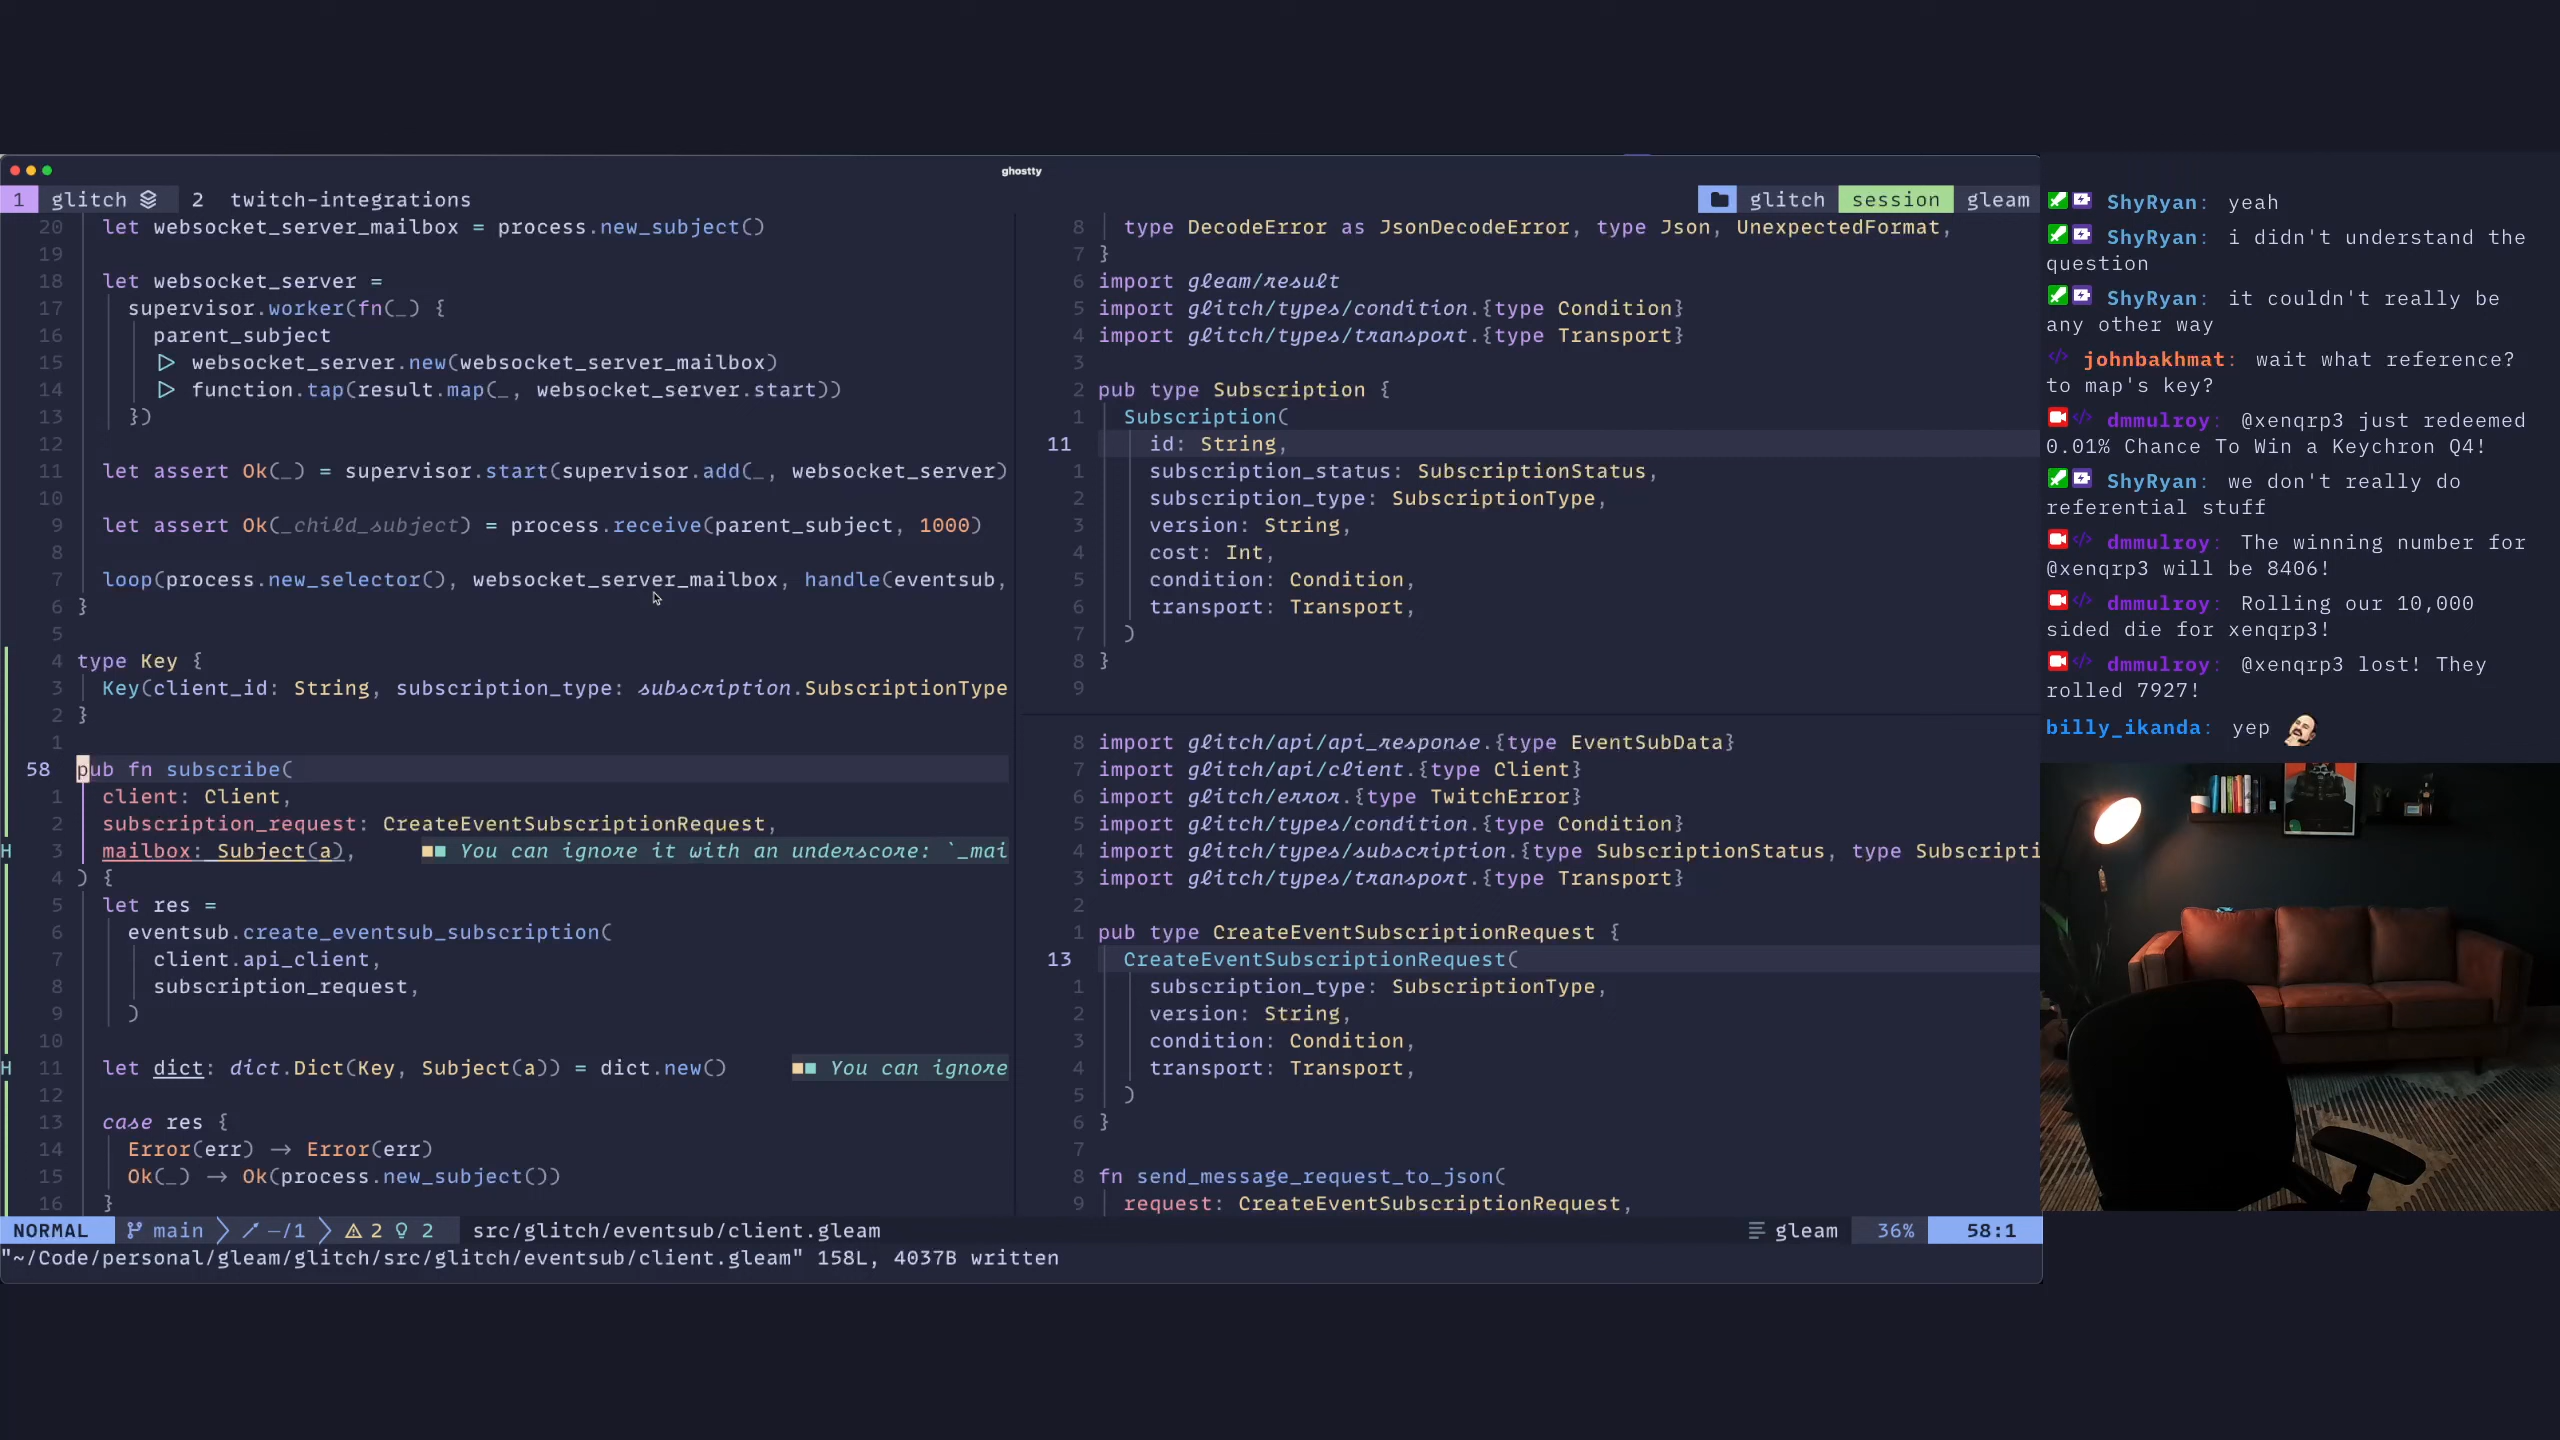 ghostty
1 glitch 2 twitch-integrations
glitch session gleam
20 let websocket_server_mailbox = process.new_subject()
19
18 let websocket_server =
17 supervisor.worker(fn(_) {
16 parent_subject
15 |> websocket_server.new(websocket_server_mailbox)
14 |> function.tap(result.map(_, websocket_server.start))
13 })
12
11 let assert Ok(_) = supervisor.start(supervisor.add(_, websocket_server)
10
9 let assert Ok(_child_subject) = process.receive(parent_subject, 1000)
8
7 loop(process.new_selector(), websocket_server_mailbox, handle(eventsub,
6 }
5
4 type Key {
3 Key(client_id: String, subscription_type: subscription.SubscriptionType
2 }
1
58 pub fn subscribe(
1 client: Client,
2 subscription_request: CreateEventSubscriptionRequest,
H 3 mailbox: Subject(a), You can ignore it with an underscore: `_mai
4 ) {
5 let res =
6 eventsub.create_eventsub_subscription(
7 client.api_client,
8 subscription_request,
9 )
10
H 11 let dict: dict.Dict(Key, Subject(a)) = dict.new() You can ignore
12
13 case res {
14 Error(err) -> Error(err)
15 Ok(_) -> Ok(process.new_subject())
16 }
8 type DecodeError as JsonDecodeError, type Json, UnexpectedFormat,
7 }
6 import gleam/result
5 import glitch/types/condition.{type Condition}
4 import glitch/types/transport.{type Transport}
3
2 pub type Subscription {
1 Subscription(
11 id: String,
1 subscription_status: SubscriptionStatus,
2 subscription_type: SubscriptionType,
3 version: String,
4 cost: Int,
5 condition: Condition,
6 transport: Transport,
7 )
8 }
9
8 import glitch/api/api_response.{type EventSubData}
7 import glitch/api/client.{type Client}
6 import glitch/error.{type TwitchError}
5 import glitch/types/condition.{type Condition}
4 import glitch/types/subscription.{type SubscriptionStatus, type Subscripti
3 import glitch/types/transport.{type Transport}
2
1 pub type CreateEventSubscriptionRequest {
13 CreateEventSubscriptionRequest(
1 subscription_type: SubscriptionType,
2 version: String,
3 condition: Condition,
4 transport: Transport,
5 )
6 }
7
8 fn send_message_request_to_json(
9 request: CreateEventSubscriptionRequest,
NORMAL main -/1 2 2 src/glitch/eventsub/client.gleam gleam 36% 58:1
"~/Code/personal/gleam/glitch/src/glitch/eventsub/client.gleam" 158L, 4037B written
ShyRyan: yeah
ShyRyan: i didn't understand the
question
ShyRyan: it couldn't really be
any other way
johnbakhmat: wait what reference?
to map's key?
dmmulroy: @xenqrp3 just redeemed
0.01% Chance To Win a Keychron Q4!
ShyRyan: we don't really do
referential stuff
dmmulroy: The winning number for
@xenqrp3 will be 8406!
dmmulroy: Rolling our 10,000
sided die for xenqrp3!
dmmulroy: @xenqrp3 lost! They
rolled 7927!
billy_ikanda: yep